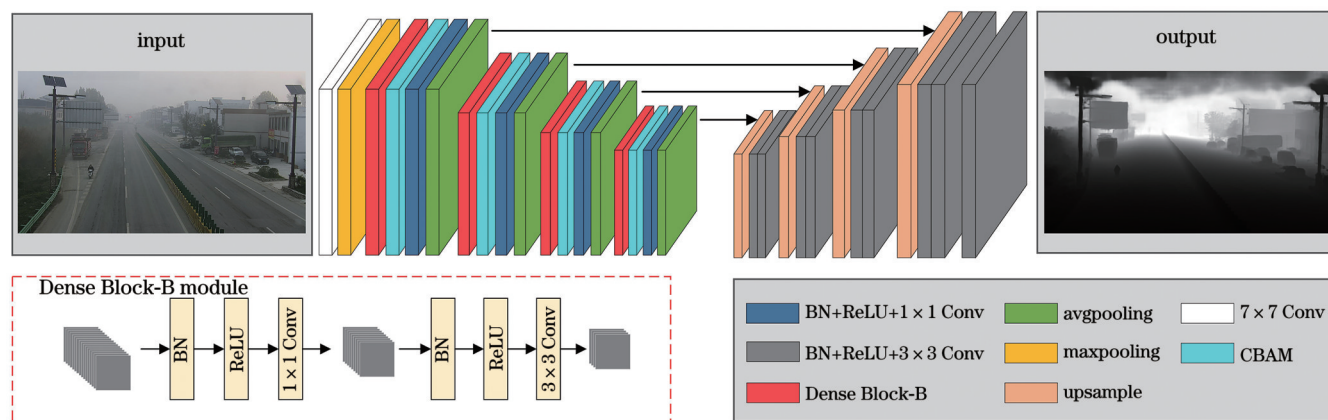 input
output
Dense Block-B module
BN
ReLU
1 × 1 Conv
BN
ReLU
3 × 3 Conv
BN+ReLU+1 × 1 Conv
avgpooling
7 × 7 Conv
BN+ReLU+3 × 3 Conv
maxpooling
CBAM
Dense Block-B
upsample